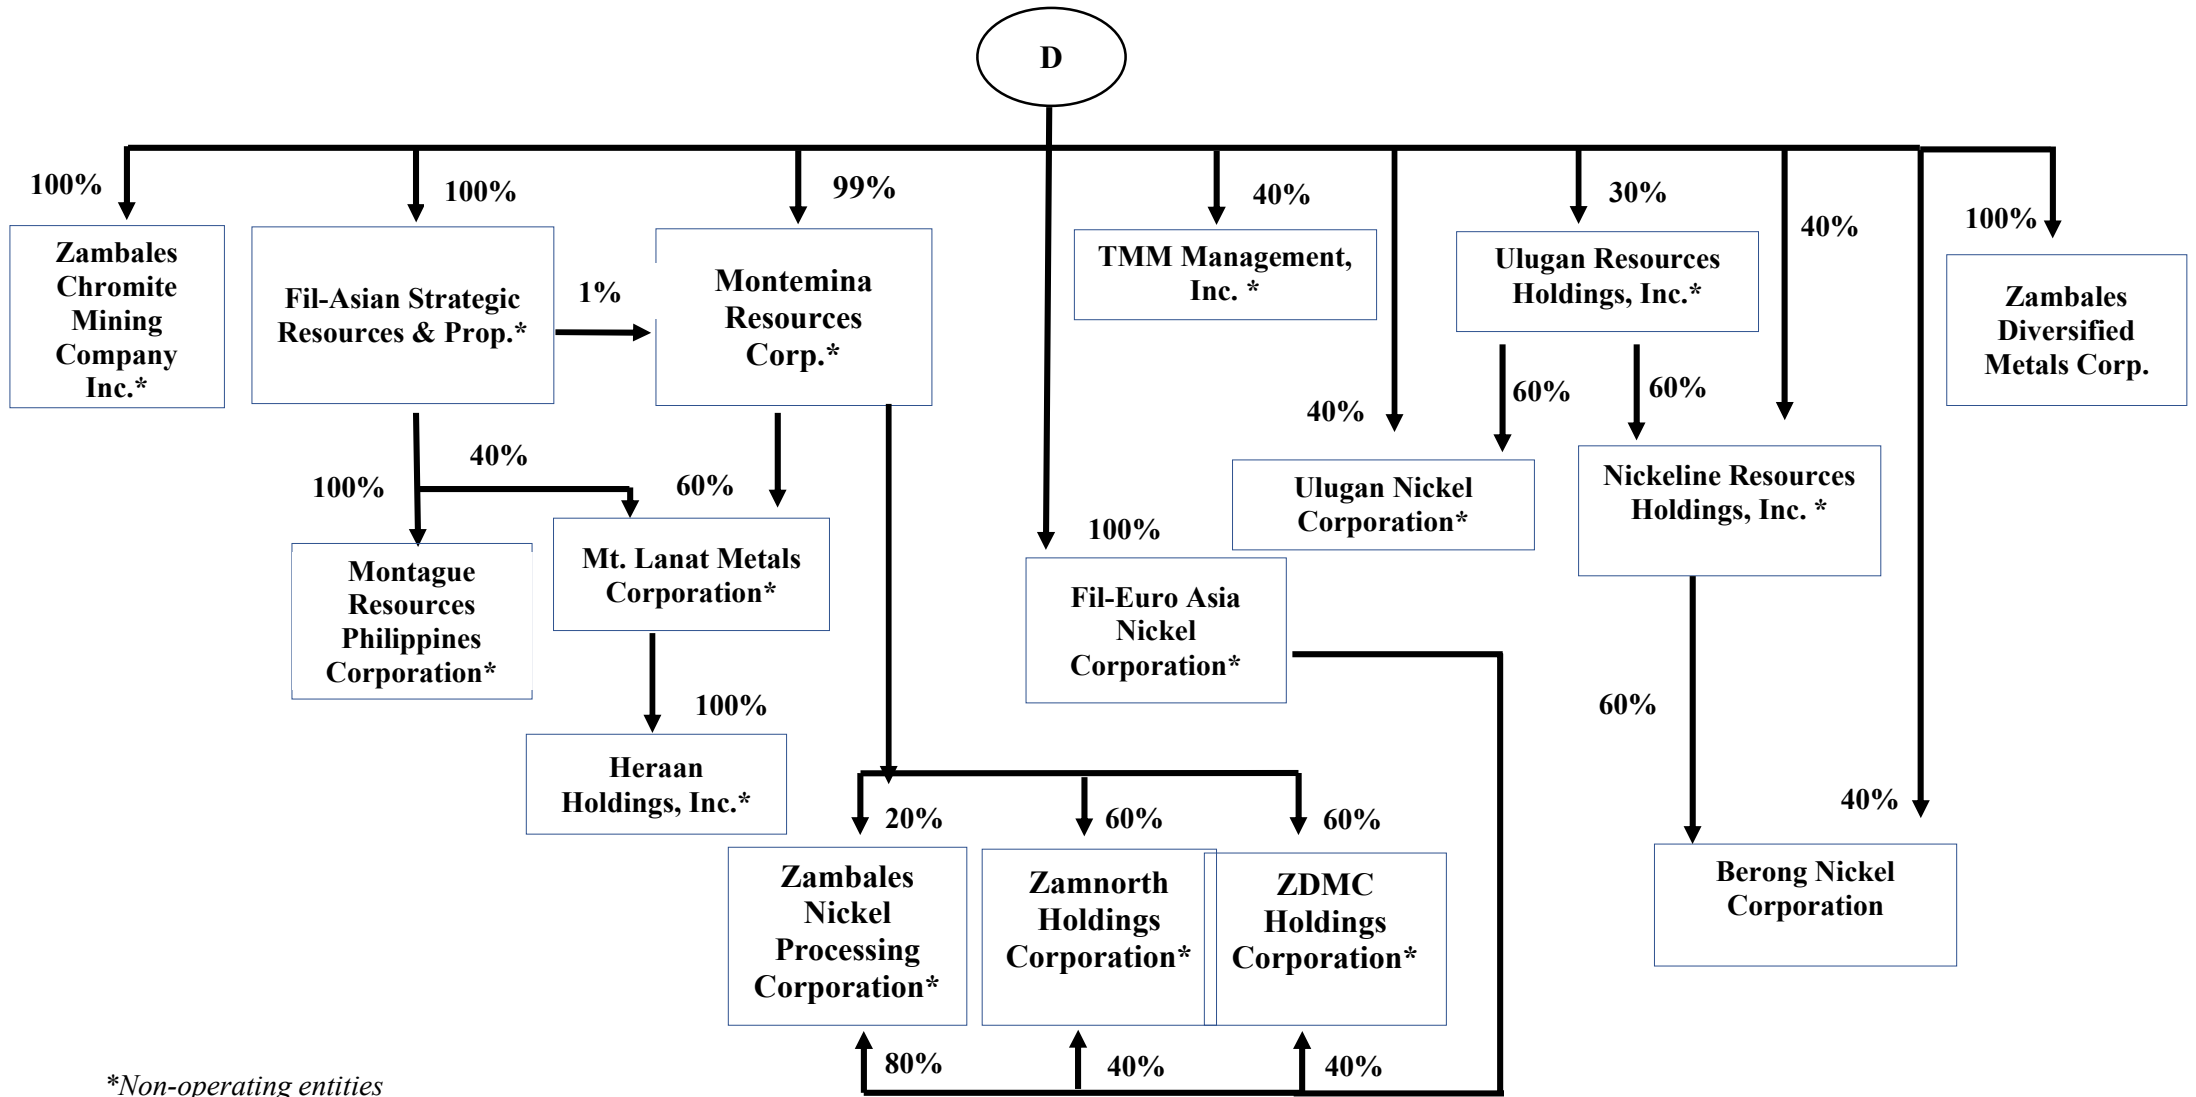 D
100%
100%
99%
40%
30%
40%
100%
Zambales
Chromite
Mining
Company
Inc.*
Fil-Asian Strategic
Resources & Prop.*
1%
Montemina
Resources
Corp.*
TMM Management,
Inc. *
Ulugan Resources
Holdings, Inc.*
Zambales
Diversified
Metals Corp.
40%
60%
60%
100%
40%
60%
Ulugan Nickel
Corporation*
Nickeline Resources
Holdings, Inc. *
Montague
Resources
Philippines
Corporation*
Mt. Lanat Metals
Corporation*
100%
Fil-Euro Asia
Nickel
Corporation*
100%
60%
Heraan
Holdings, Inc.*
20%
60%
60%
40%
Zambales
Nickel
Processing
Corporation*
Zamnorth
Holdings
Corporation*
ZDMC
Holdings
Corporation*
Berong Nickel
Corporation
80%
40%
40%
*Non-operating entities